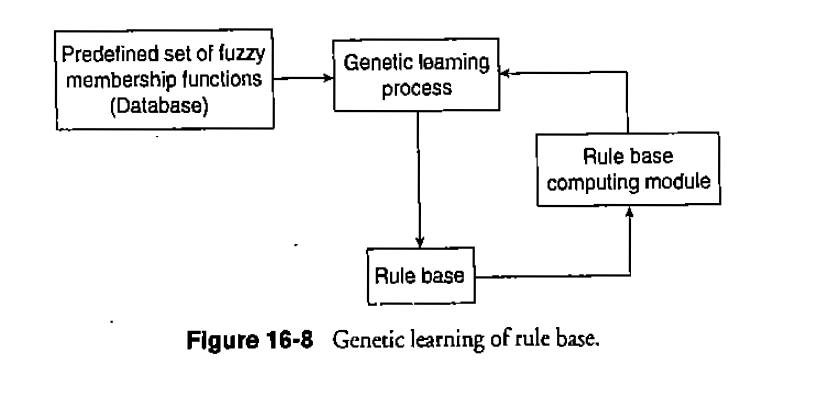 Predefined set of fuzzy
membership functions
(Database)
Genetic learning
process
Rule base
computing module
Rule base
Figure 16-8 Genetic learning of rule base.